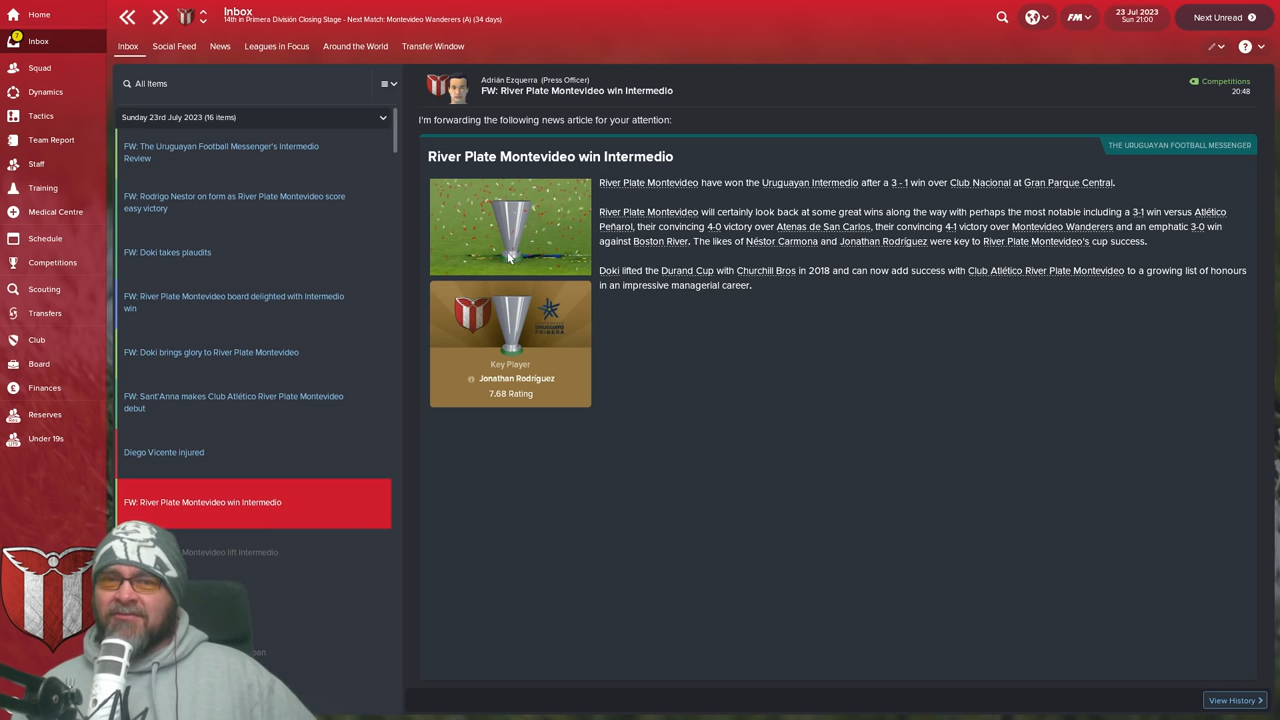 Home
Inbox
7
Squad
Dynamics
Tactics
Team Report
Staff
Training
Medical Centre
Schedule
Competitions
Scouting
Transfers
Club
Board
Finances
Reserves
Under 19s
Inbox
14th in Primera División Closing Stage - Next Match: Montevideo Wanderers (A) (34 days)
FM
23 Jul 2023
Sun 21:00
Next Unread
Inbox
Social Feed
News
Leagues in Focus
Around the World
Transfer Window
All Items
Sunday 23rd July 2023 (16 items)
FW: The Uruguayan Football Messenger's Intermedio
Review
FW: Rodrigo Nestor on form as River Plate Montevideo score
easy victory
FW: Doki takes plaudits
FW: River Plate Montevideo board delighted with Intermedio
win
FW: Doki brings glory to River Plate Montevideo
FW: Sant'Anna makes Club Atlético River Plate Montevideo
debut
Diego Vicente injured
FW: River Plate Montevideo win Intermedio
Montevideo lift Intermedio
Adrián Ezquerra (Press Officer)
FW: River Plate Montevideo win Intermedio
Competitions
20:48
I'm forwarding the following news article for your attention:
THE URUGUAYAN FOOTBALL MESSENGER
River Plate Montevideo win Intermedio
River Plate Montevideo have won the Uruguayan Intermedio after a 3 - 1 win over Club Nacional at Gran Parque Central.
River Plate Montevideo will certainly look back at some great wins along the way with perhaps the most notable including a 3-1 win versus Atlético
Peñarol, their convincing 4-0 victory over Atenas de San Carlos, their convincing 4-1 victory over Montevideo Wanderers and an emphatic 3-0 win
against Boston River. The likes of Néstor Carmona and Jonathan Rodríguez were key to River Plate Montevideo's cup success.
Doki lifted the Durand Cup with Churchill Bros in 2018 and can now add success with Club Atlético River Plate Montevideo to a growing list of honours
in an impressive managerial career.
Key Player
Jonathan Rodríguez
7.68 Rating
View History